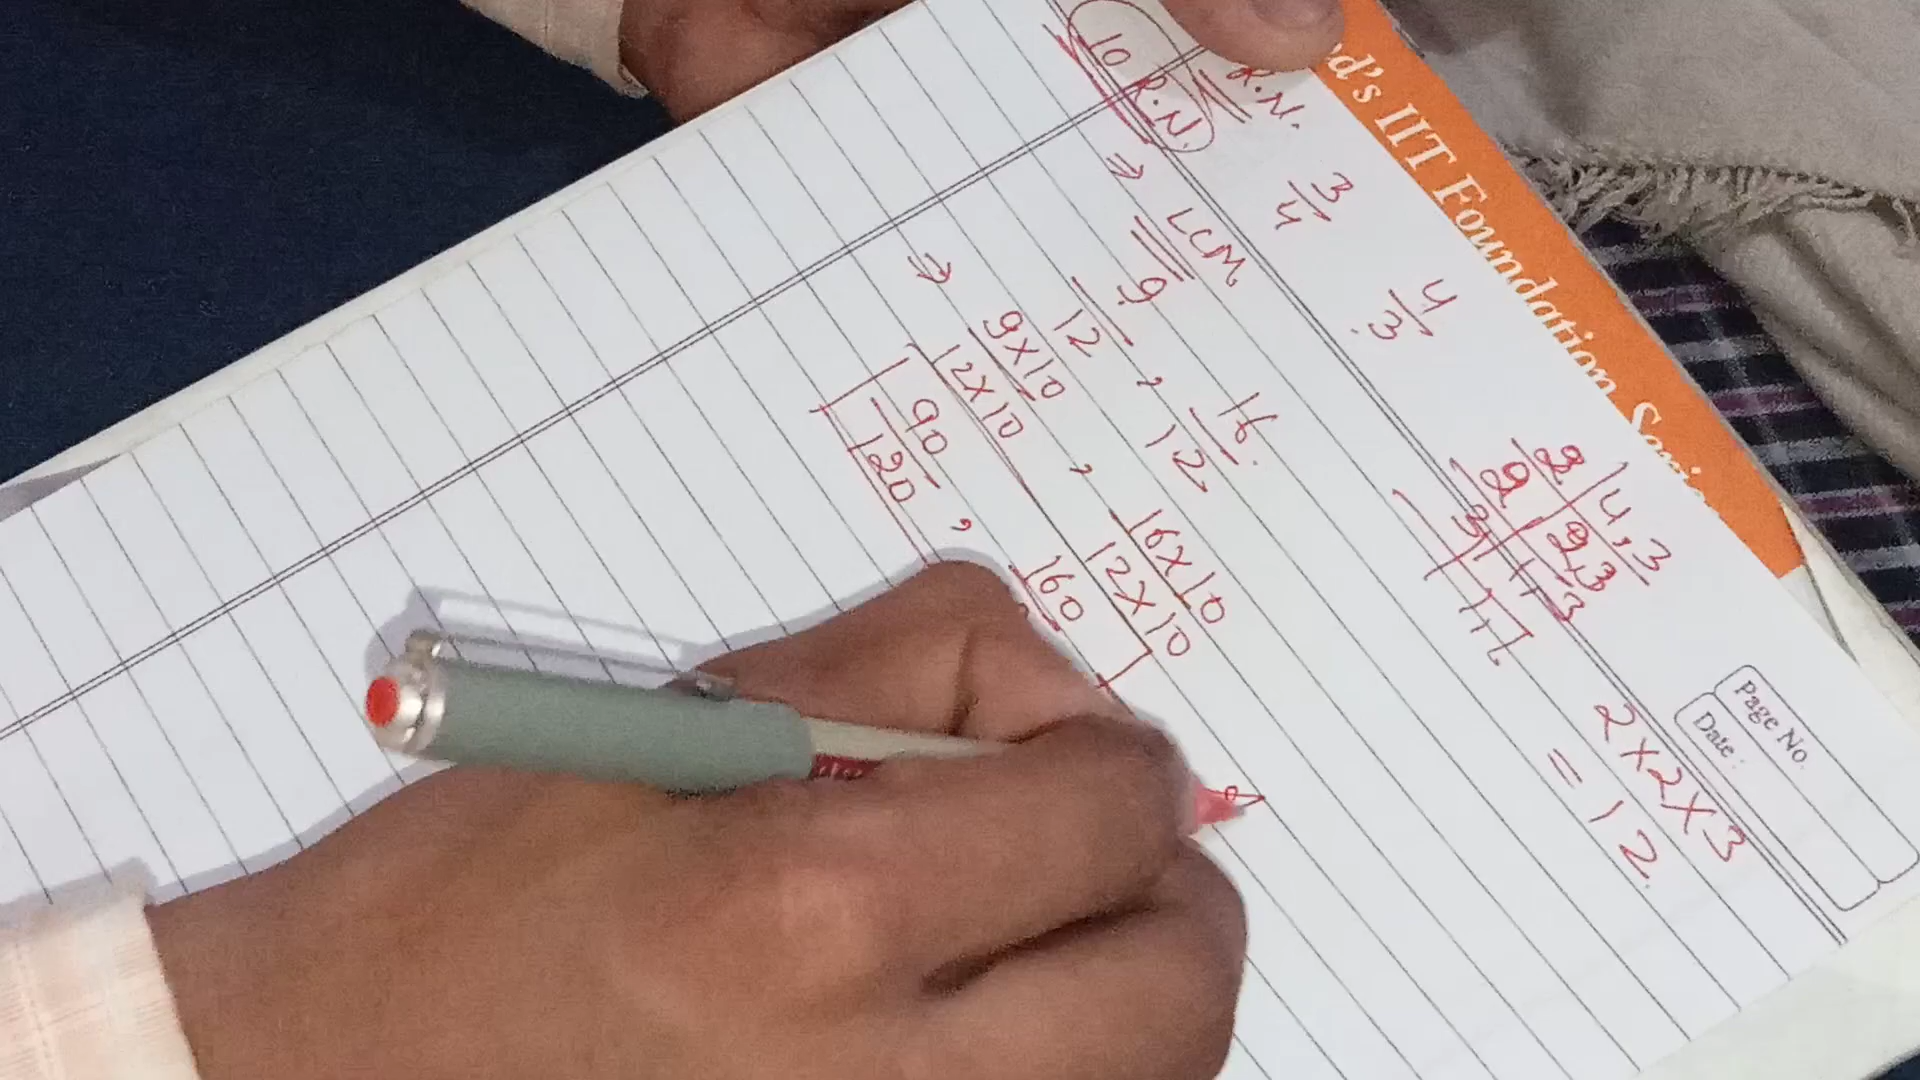 d's IIT Foundation Series
Page No.
Date:
R.N. 3/4 4/3
10 R.N.
2 | 4, 3
2 | 2, 3
3 | 1, 3
1, 1.
2×2×3
= 12.
⇒ LCM.
9/12, 16/12
⇒ 9×10/12×10, 16×10/12×10
90/120, 160